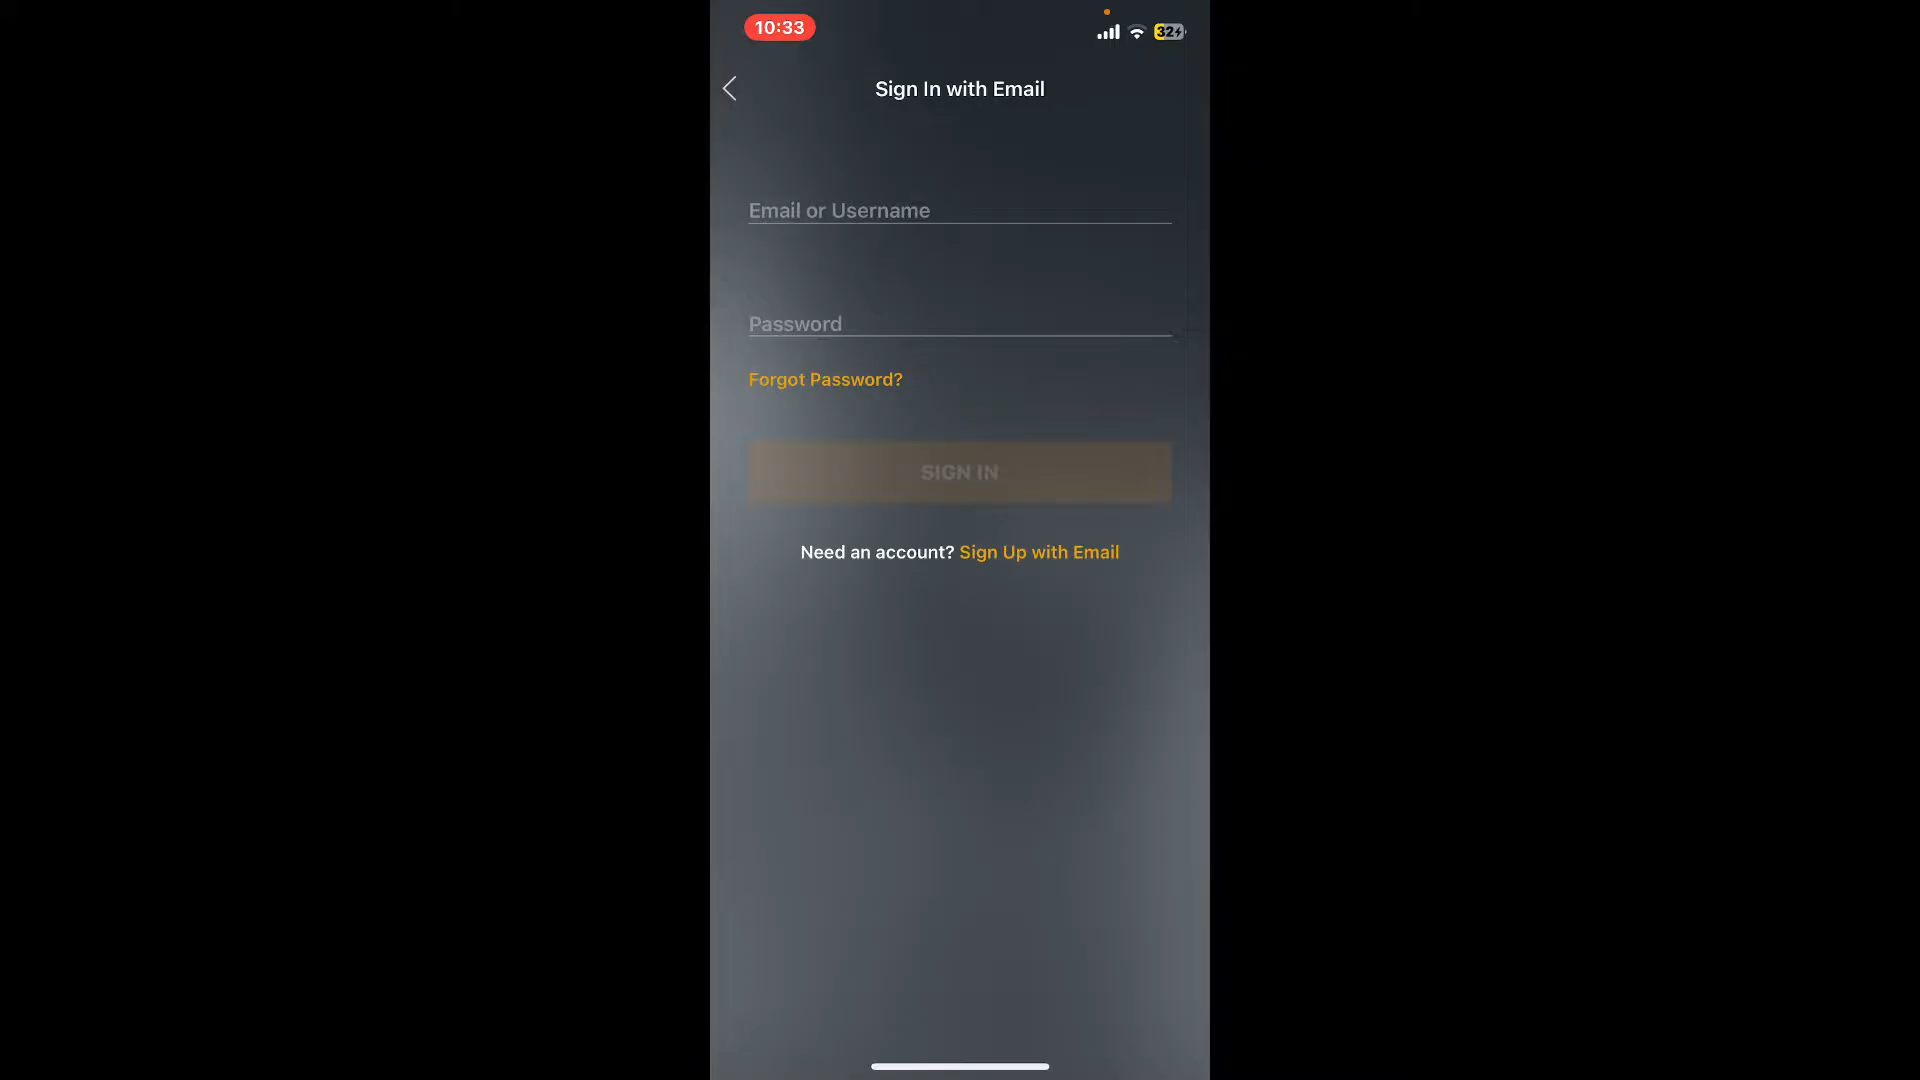 10:33
32
Sign In with Email
Email or Username
Password
Forgot Password?
SIGN IN
Need an account? Sign Up with Email